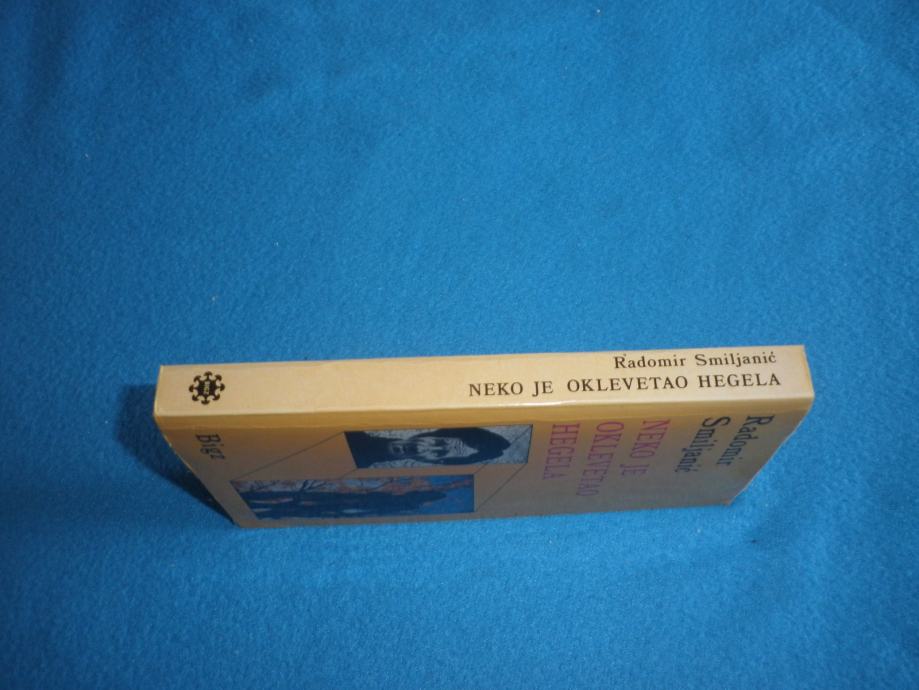 Radomir Smiljanić
NEKO JE OKLEVETAO HEGELA
Radomir
Smiljanić
NEKO JE
OKLEVETAO
HEGELA
Bigz